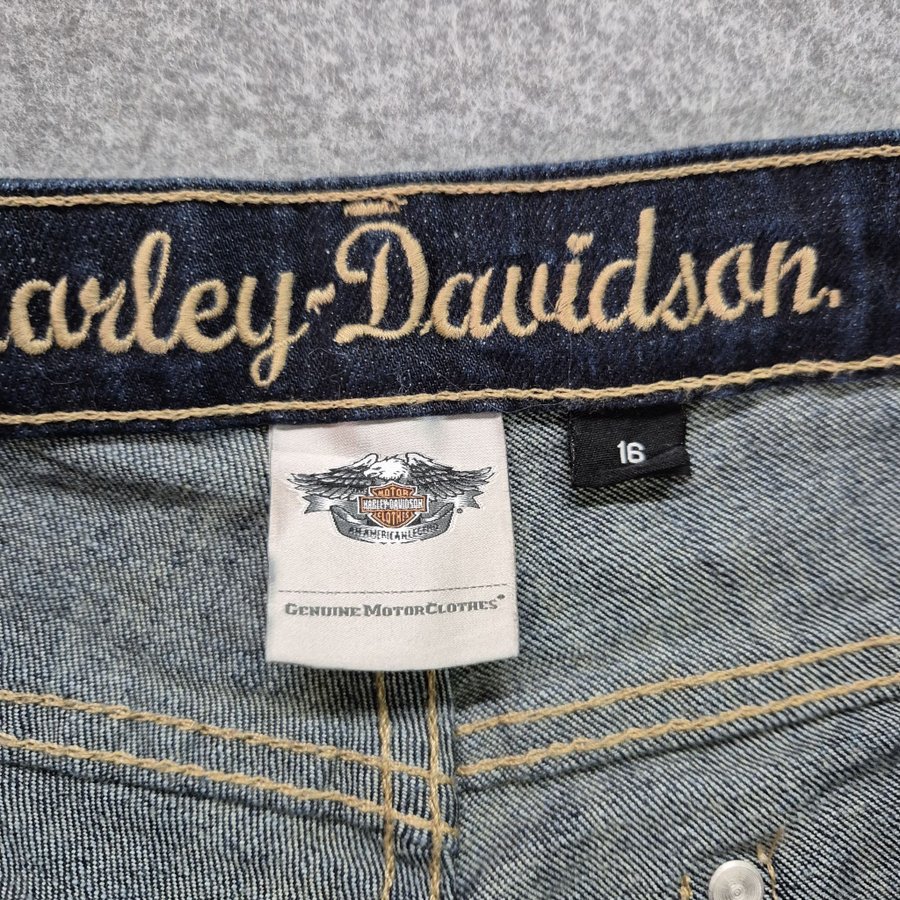 arley-Davidson.
16
MOTOR
HARLEY-DAVIDSON
CLOTHES
AN AMERICAN LEGEND
®
GENUINE MOTORCLOTHES®